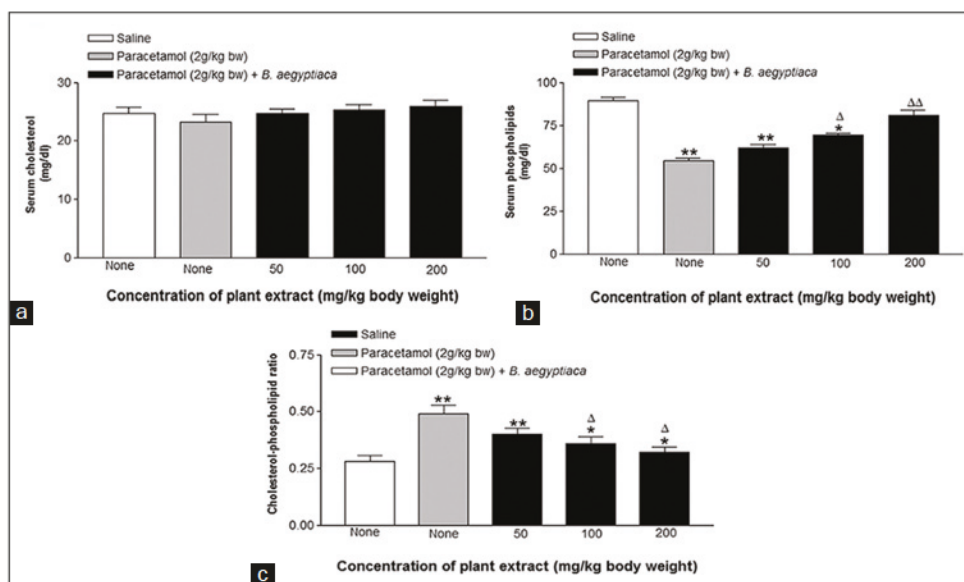 Saline
Paracetamol (2g/kg bw)
Paracetamol (2g/kg bw) + B. aegyptiaca
30
20
10
0
Serum cholesterol
(mg/dl)
None
None
50
100
200
Concentration of plant extract (mg/kg body weight)
a
Saline
Paracetamol (2g/kg bw)
Paracetamol (2g/kg bw) + B. aegyptiaca
100
75
50
25
0
Serum phospholipids
(mg/dl)
**
**
Δ
*
ΔΔ
None
None
50
100
200
Concentration of plant extract (mg/kg body weight)
b
Saline
Paracetamol (2g/kg bw)
Paracetamol (2g/kg bw) + B. aegyptiaca
0.75
0.50
0.25
0.00
Cholesterol-phospholipid ratio
**
**
Δ
*
Δ
*
None
None
50
100
200
Concentration of plant extract (mg/kg body weight)
c